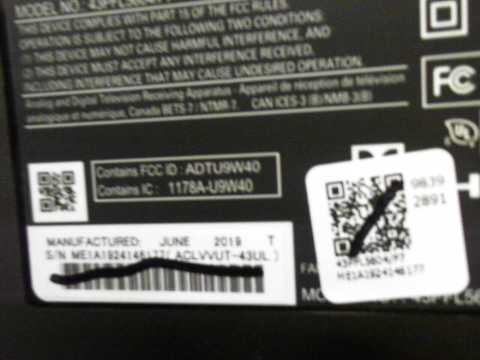 MODEL NO. 43PFL5604/F7
THIS DEVICE COMPLIES WITH PART 15 OF THE FCC RULES.
OPERATION IS SUBJECT TO THE FOLLOWING TWO CONDITIONS:
(1) THIS DEVICE MAY NOT CAUSE HARMFUL INTERFERENCE, AND
(2) THIS DEVICE MUST ACCEPT ANY INTERFERENCE RECEIVED,
INCLUDING INTERFERENCE THAT MAY CAUSE UNDESIRED OPERATION.
Analog and Digital Television Receiving Apparatus - Appareil de réception de télévision
analogique et numérique, Canada BETS-7 / NTMR-7. CAN ICES-3 (B)/NMB-3(B)
FC
UL
Contains FCC ID : ADTU9W40
Contains IC : 1178A-U9W40
9839
2891
MANUFACTURED: JUNE 2019 T
S/N ME1A1924146177( ACLVVUT-43UL )
43PFL5604/F7
ME1A1924146177